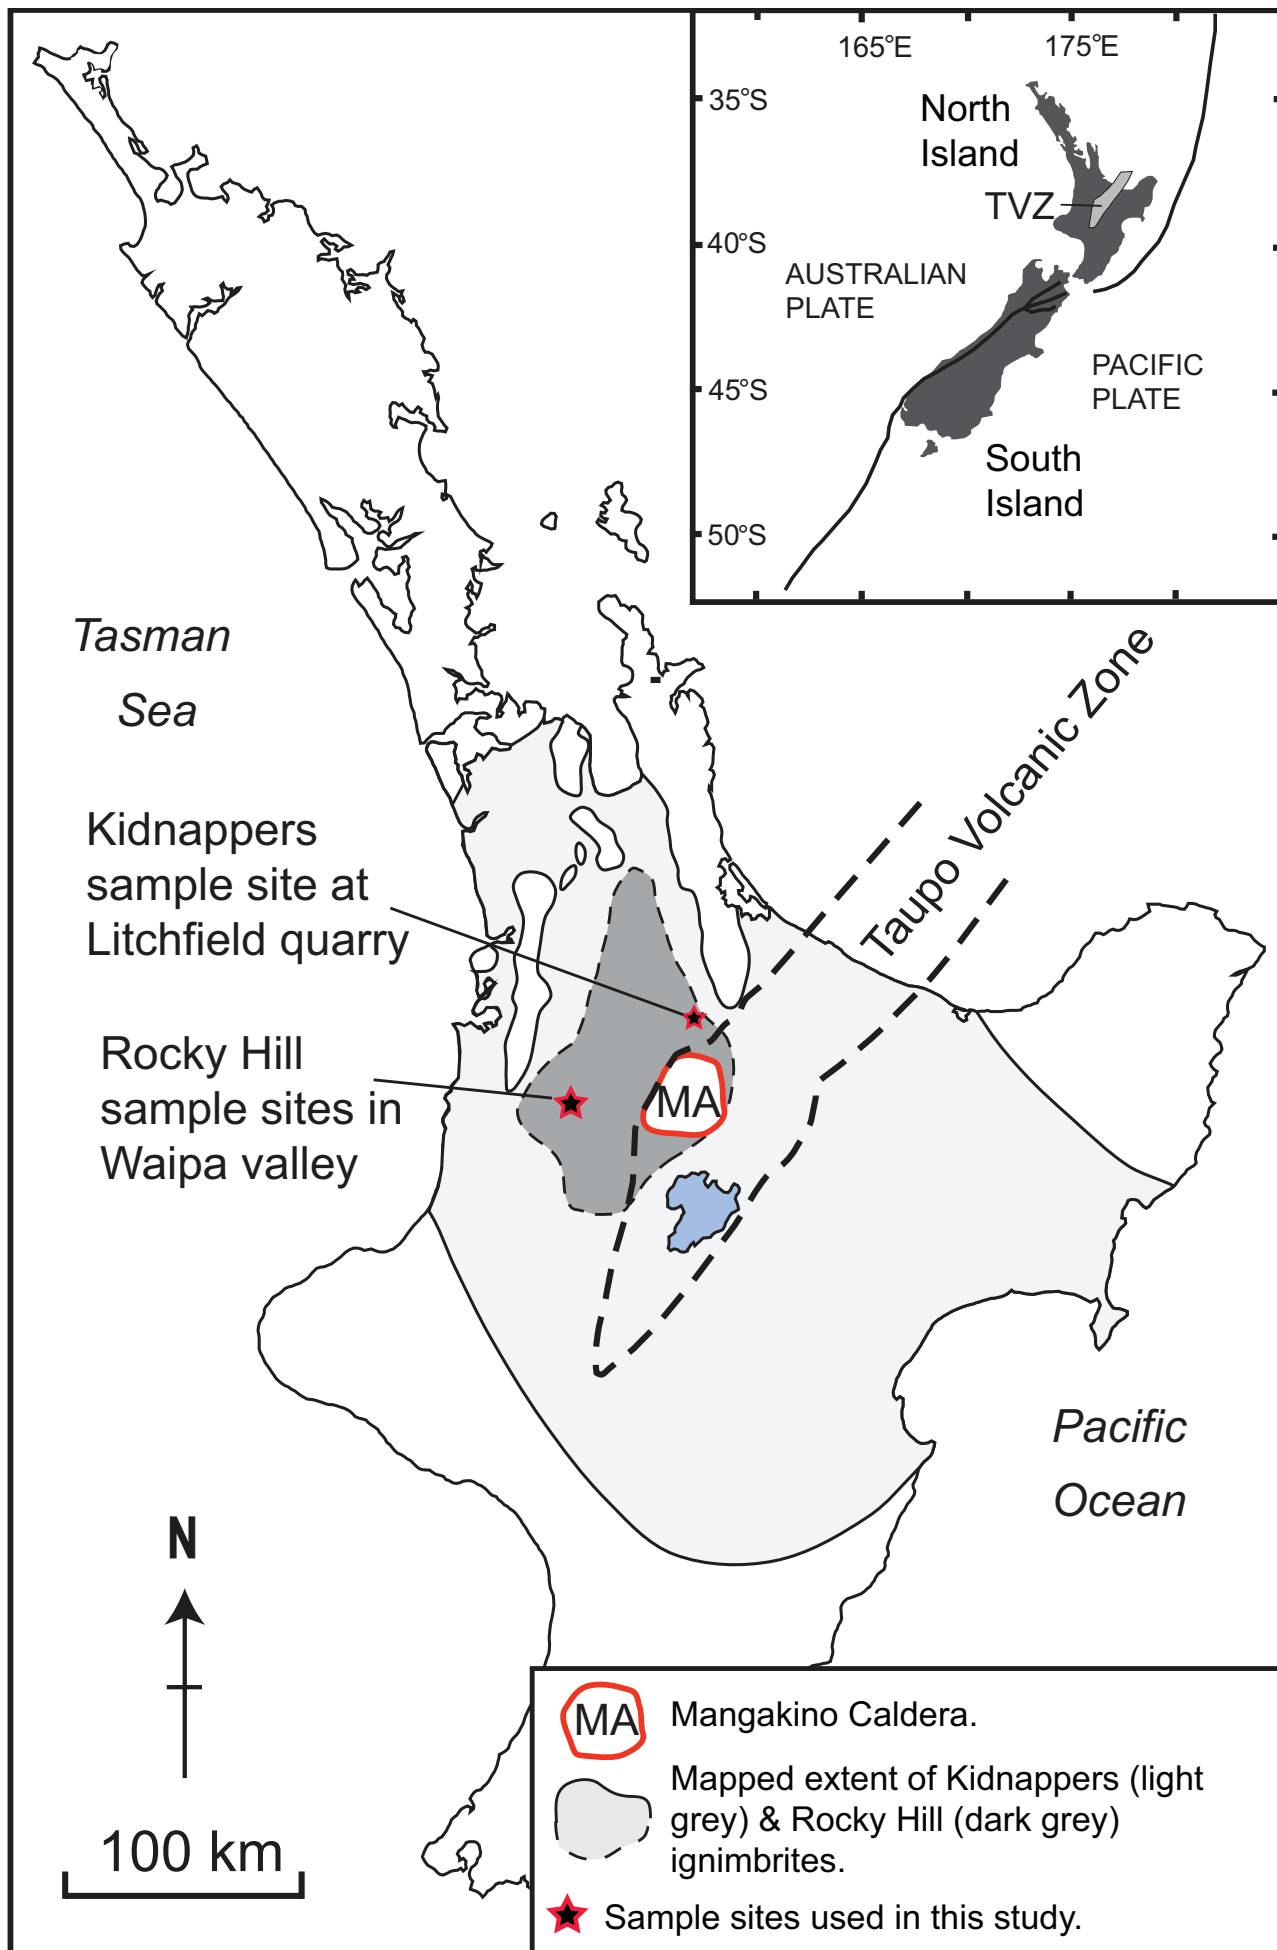 165°E
175°E
35°S
North
Island
TVZ
40°S
AUSTRALIAN
PLATE
PACIFIC
PLATE
45°S
South
Island
50°S
Tasman
Sea
Taupo Volcanic Zone
Kidnappers
sample site at
Litchfield quarry
Rocky Hill
sample sites in
Waipa valley
MA
Pacific
Ocean
N
100 km
MA
Mangakino Caldera.
Mapped extent of Kidnappers (light
grey) & Rocky Hill (dark grey)
ignimbrites.
Sample sites used in this study.